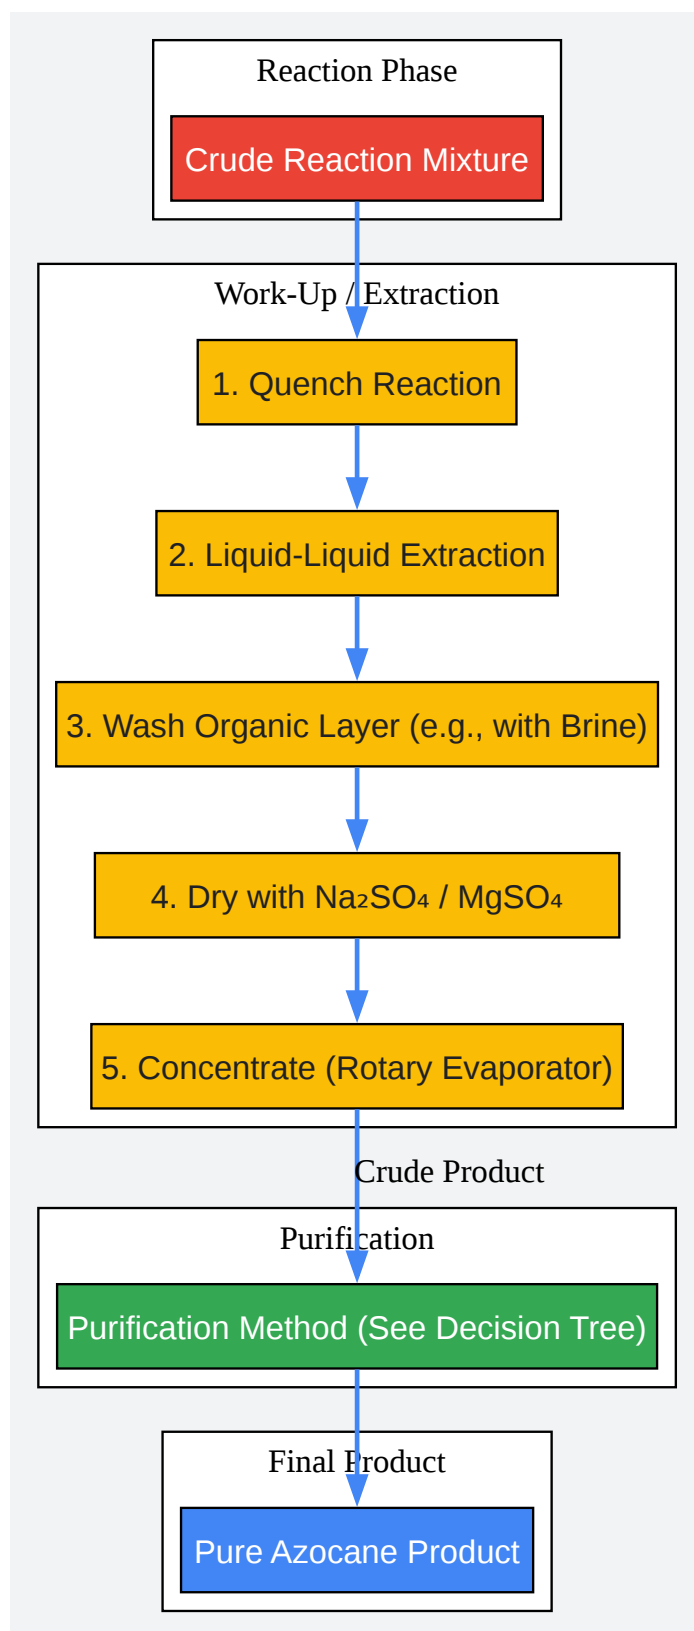 Reaction Phase
Crude Reaction Mixture
Work-Up / Extraction
1. Quench Reaction
2. Liquid-Liquid Extraction
3. Wash Organic Layer (e.g., with Brine)
4. Dry with Na₂SO₄ / MgSO₄
5. Concentrate (Rotary Evaporator)
Crude Product
Purification
Purification Method (See Decision Tree)
Final Product
Pure Azocane Product